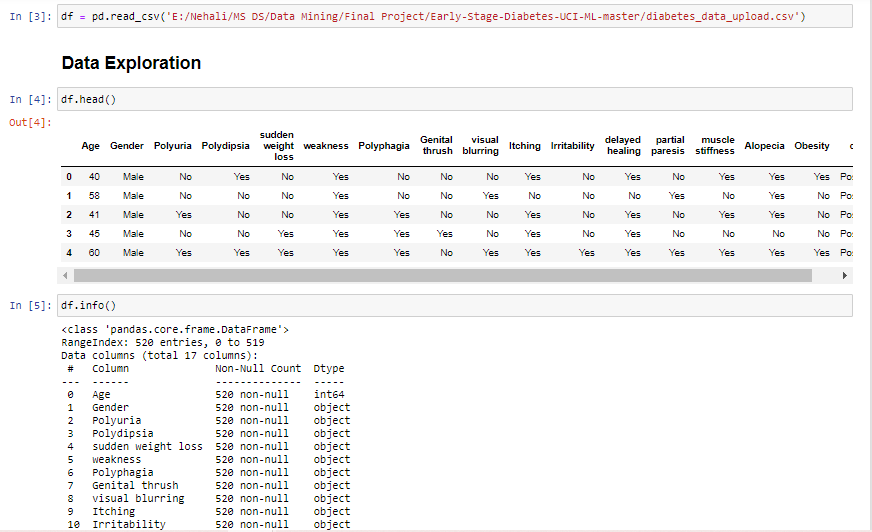 In [3]: df = pd.read_csv('E:/Nehali/MS DS/Data Mining/Final Project/Early-Stage-Diabetes-UCI-ML-master/diabetes_data_upload.csv')
Data Exploration
In [4]: df.head()
Out[4]:
Age Gender Polyuria Polydipsia sudden weight loss weakness Polyphagia Genital thrush visual blurring Itching Irritability delayed healing partial paresis muscle stiffness Alopecia Obesity c
0 40 Male No Yes No Yes No No No Yes No Yes No Yes Yes Yes Po
1 58 Male No No No Yes No No Yes No No No Yes No Yes No Po
2 41 Male Yes No No Yes Yes No No Yes No Yes No Yes Yes No Po
3 45 Male No No Yes Yes Yes Yes No Yes No Yes No No No No Po
4 60 Male Yes Yes Yes Yes Yes No Yes Yes Yes Yes Yes Yes Yes Yes Po
In [5]: df.info()
<class 'pandas.core.frame.DataFrame'>
RangeIndex: 520 entries, 0 to 519
Data columns (total 17 columns):
# Column Non-Null Count Dtype
--- ------ -------------- -----
0 Age 520 non-null int64
1 Gender 520 non-null object
2 Polyuria 520 non-null object
3 Polydipsia 520 non-null object
4 sudden weight loss 520 non-null object
5 weakness 520 non-null object
6 Polyphagia 520 non-null object
7 Genital thrush 520 non-null object
8 visual blurring 520 non-null object
9 Itching 520 non-null object
10 Irritability 520 non-null object